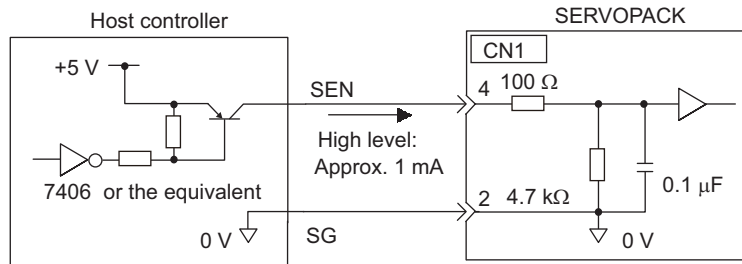 Host controller
SERVOPACK
CN1
+5 V
SEN
4
100 Ω
High level:
Approx. 1 mA
7406 or the equivalent
2
4.7 kΩ
0.1 μF
0 V
SG
0 V